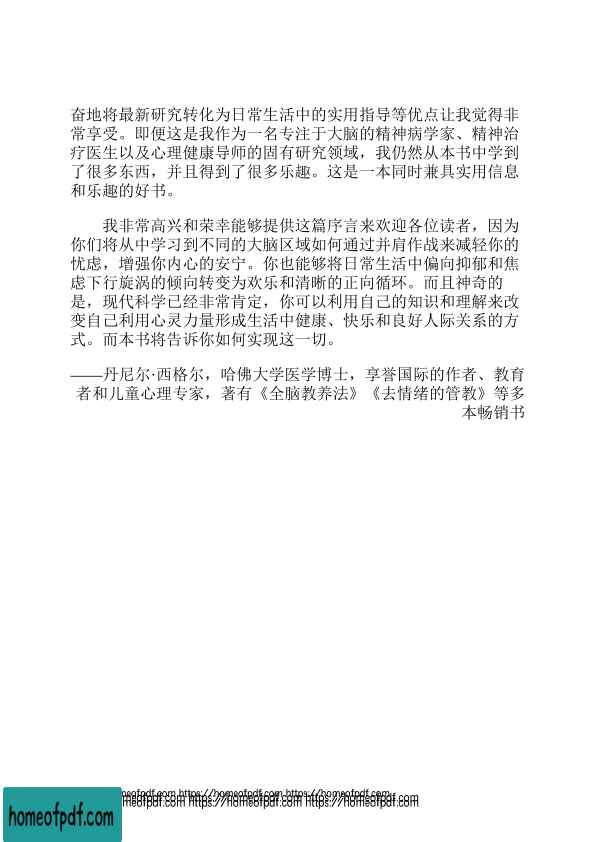 奋地将最新研究转化为日常生活中的实用指导等优点让我觉得非
常享受。即便这是我作为一名专注于大脑的精神病学家、精神治
疗医生以及心理健康导师的固有研究领域，我仍然从本书中学到
了很多东西，并且得到了很多乐趣。这是一本同时兼具实用信息
和乐趣的好书。
我非常高兴和荣幸能够提供这篇序言来欢迎各位读者，因为
你们将从中学习到不同的大脑区域如何通过并肩作战来减轻你的
忧虑，增强你内心的安宁。你也能够将日常生活中偏向抑郁和焦
虑下行旋涡的倾向转变为欢乐和清晰的正向循环。而且神奇的
是，现代科学已经非常肯定，你可以利用自己的知识和理解来改
变自己利用心灵力量形成生活中健康、快乐和良好人际关系的方
式。而本书将告诉你如何实现这一切。
——丹尼尔·西格尔，哈佛大学医学博士，享誉国际的作者、教育
者和儿童心理专家，著有《全脑教养法》《去情绪的管教》等多
本畅销书
homeofpdf.com https://homeofpdf.com https://homeofpdf.com
homeofpdf.com https://homeofpdf.com https://homeofpdf.com
homeofpdf.com